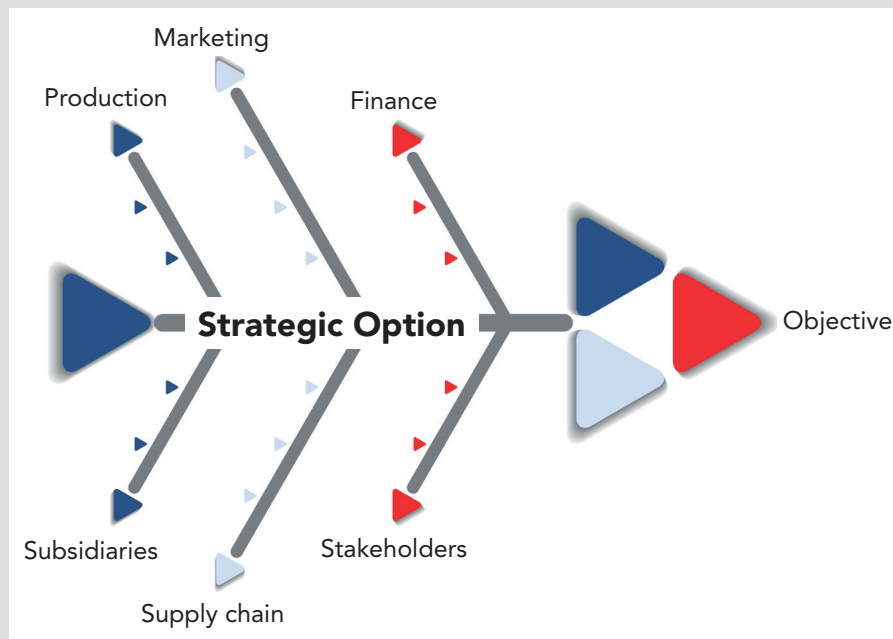 Marketing
Production
Finance
Strategic Option
Objective
Subsidiaries
Stakeholders
Supply chain